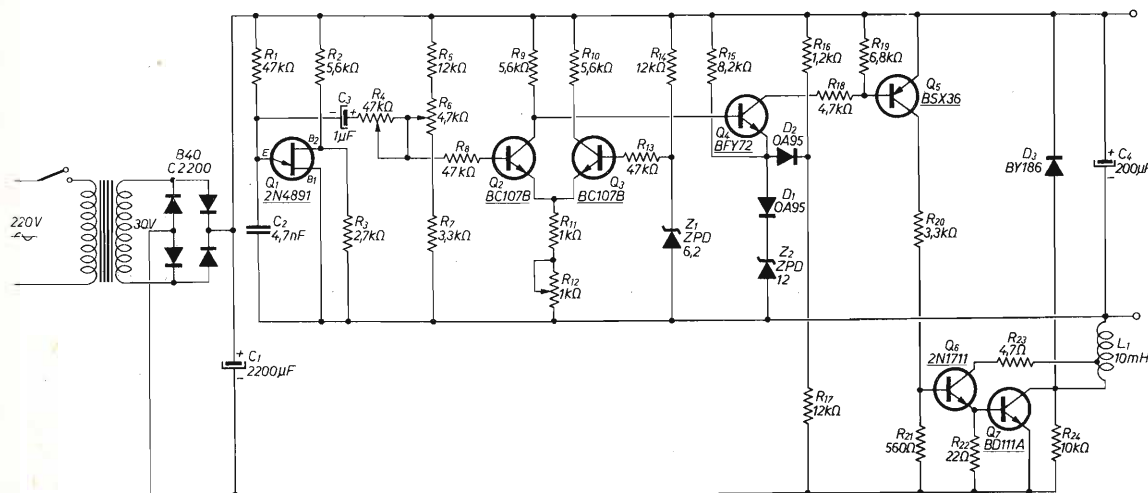 220V
30V
B40
C2200
C1
2200µF
+
-
R1
47kΩ
R2
5,6kΩ
C3
- +
1µF
R4
47kΩ
R5
12kΩ
R6
4,7kΩ
E
B2
B1
Q1
2N4891
C2
4,7nF
R3
2,7kΩ
R7
3,3kΩ
R8
47kΩ
R9
5,6kΩ
R10
5,6kΩ
Q2
BC107B
Q3
BC107B
R11
1kΩ
R12
1kΩ
R13
47kΩ
R14
12kΩ
Z1
ZPD
6,2
R15
8,2kΩ
Q4
BFY72
D2
OA95
D1
OA95
Z2
ZPD
12
R16
1,2kΩ
R17
12kΩ
R18
4,7kΩ
R19
6,8kΩ
Q5
BSX36
R20
3,3kΩ
R21
560Ω
Q6
2N1711
R22
22Ω
Q7
BD111A
R23
4,7Ω
R24
10kΩ
D3
BY186
+
C4
200µF
-
L1
10mH